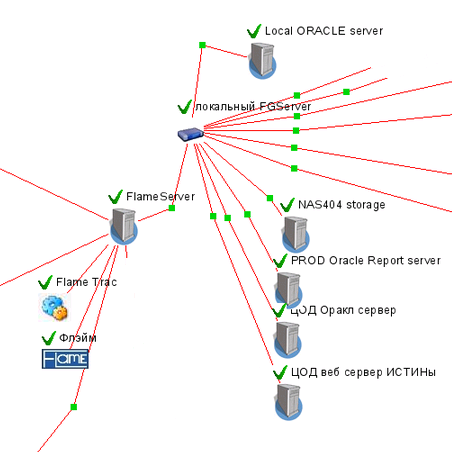 Local ORACLE server
локальный FGServer
FlameServer
NAS404 storage
PROD Oracle Report server
Flame Trac
ЦОД Оракл сервер
Флэйм
Flame
ЦОД веб сервер ИСТИНы